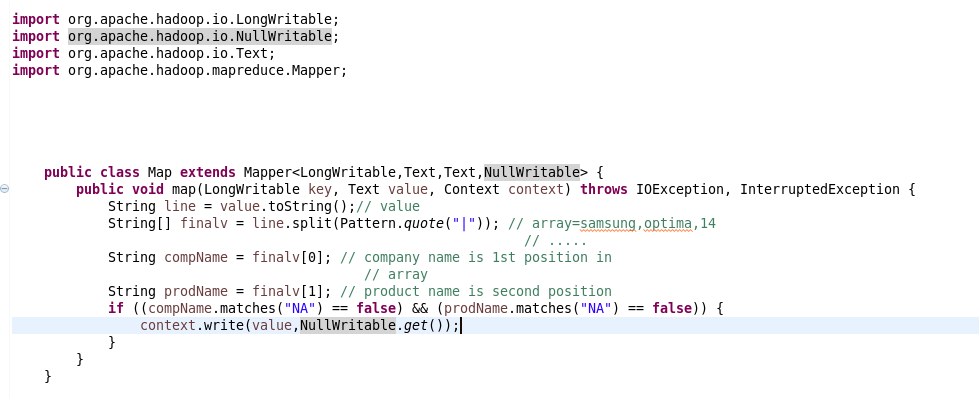 import org.apache.hadoop.io.LongWritable;
import org.apache.hadoop.io.NullWritable;
import org.apache.hadoop.io.Text;
import org.apache.hadoop.mapreduce.Mapper;
public class Map extends Mapper<LongWritable,Text,Text,NullWritable> {
public void map(LongWritable key, Text value, Context context) throws IOException, InterruptedException {
String line = value.toString();// value
String[] finalv = line.split(Pattern.quote("|")); // array=samsung,optima,14
// .....
String compName = finalv[0]; // company name is 1st position in
// array
String prodName = finalv[1]; // product name is second position
if ((compName.matches("NA") == false) && (prodName.matches("NA") == false)) {
context.write(value,NullWritable.get());
}
}
}